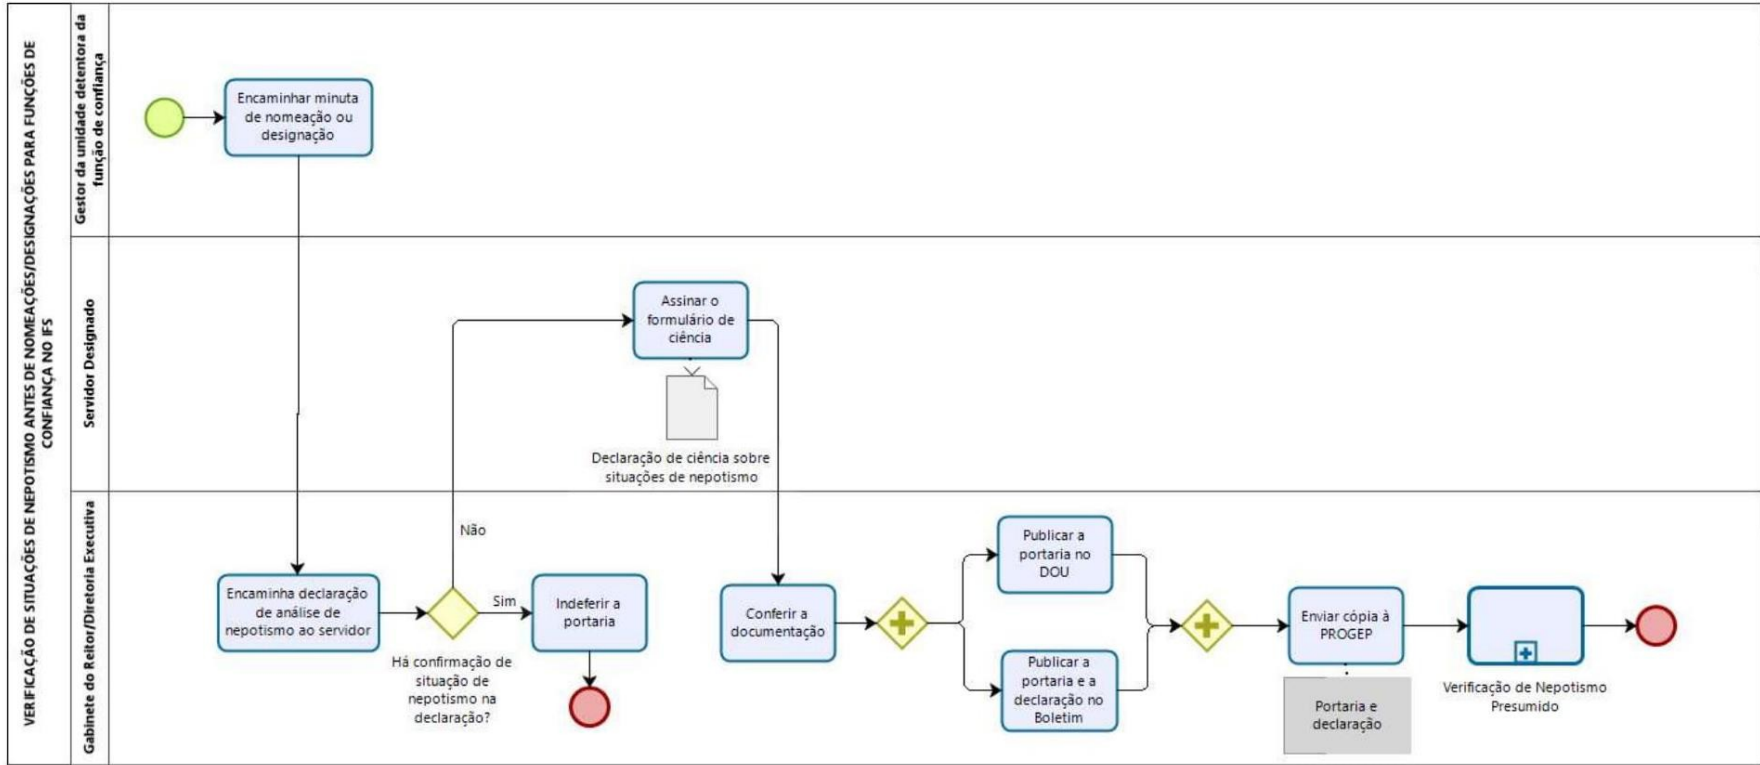 VERIFICAÇÃO DE SITUAÇÕES DE NEPOTISMO ANTES DE NOMEAÇÕES/DESIGNAÇÕES PARA FUNÇÕES DE
CONFIANÇA NO IFS
Gestor da unidade detentora da
função de confiança
Encaminhar minuta
de nomeação ou
designação
Servidor Designado
Assinar o
formulário de
ciência
Declaração de ciência sobre
situações de nepotismo
Gabinete do Reitor/Diretoria Executiva
Encaminha declaração
de análise de
nepotismo ao servidor
Não
Sim
Há confirmação de
situação de
nepotismo na
declaração?
Indeferir a
portaria
Conferir a
documentação
Publicar a
portaria no
DOU
Publicar a
portaria e a
declaração no
Boletim
Enviar cópia à
PROGEP
Portaria e
declaração
Verificação de Nepotismo
Presumido